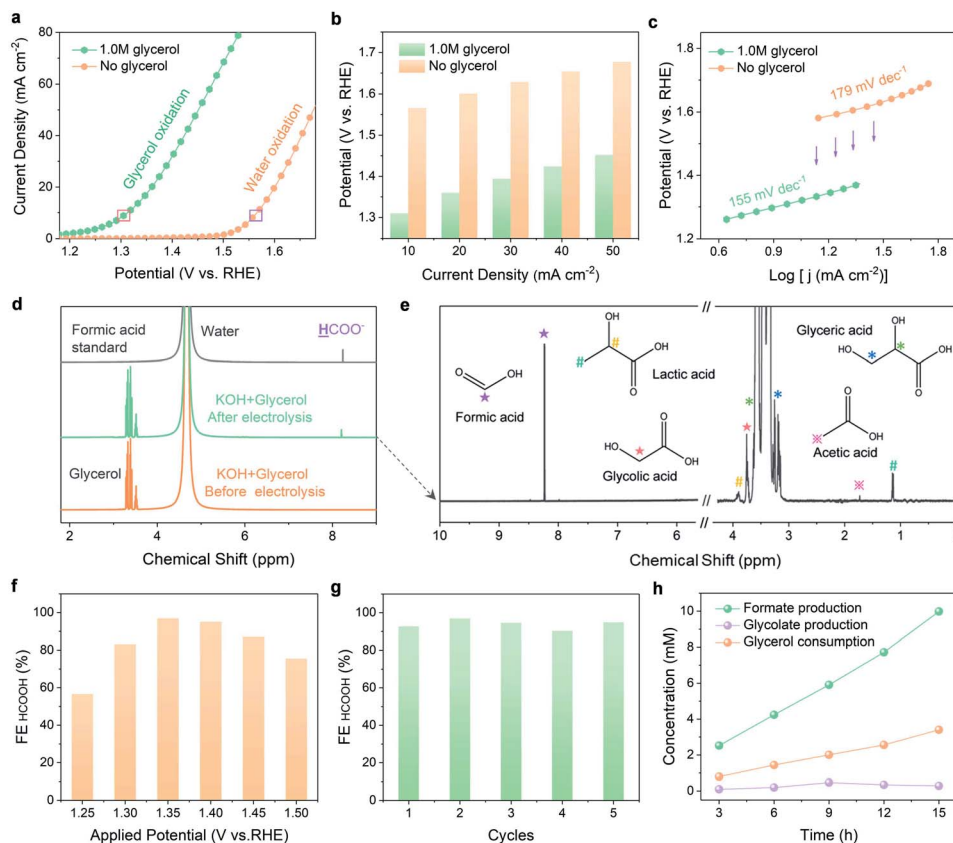 a
80
60
40
20
0
1.2
1.3
1.4
1.5
1.6
Current Density (mA cm⁻²)
Potential (V vs. RHE)
1.0M glycerol
No glycerol
Glycerol oxidation
Water oxidation
b
1.7
1.6
1.5
1.4
1.3
10
20
30
40
50
Potential (V vs. RHE)
Current Density (mA cm⁻²)
1.0M glycerol
No glycerol
c
1.8
1.6
1.4
1.2
0.6
0.9
1.2
1.5
1.8
Potential (V vs. RHE)
Log [ j (mA cm⁻²)]
1.0M glycerol
No glycerol
179 mV dec⁻¹
155 mV dec⁻¹
d
Formic acid
standard
Water
HCOO⁻
KOH+Glycerol
After electrolysis
Glycerol
KOH+Glycerol
Before electrolysis
2
4
6
8
Chemical Shift (ppm)
e
Formic acid
O
OH
Lactic acid
OH
O
OH
#
#
Glycolic acid
HO
O
OH
Glyceric acid
OH
HO
O
OH
*
*
Acetic acid
O
OH
※
#
*
*
※
#
//
//
10
9
8
7
6
4
3
2
1
Chemical Shift (ppm)
f
100
80
60
40
20
0
FE HCOOH (%)
1.25
1.30
1.35
1.40
1.45
1.50
Applied Potential (V vs.RHE)
g
100
80
60
40
20
0
FE HCOOH (%)
1
2
3
4
5
Cycles
h
10
8
6
4
2
0
Concentration (mM)
Formate production
Glycolate production
Glycerol consumption
3
6
9
12
15
Time (h)